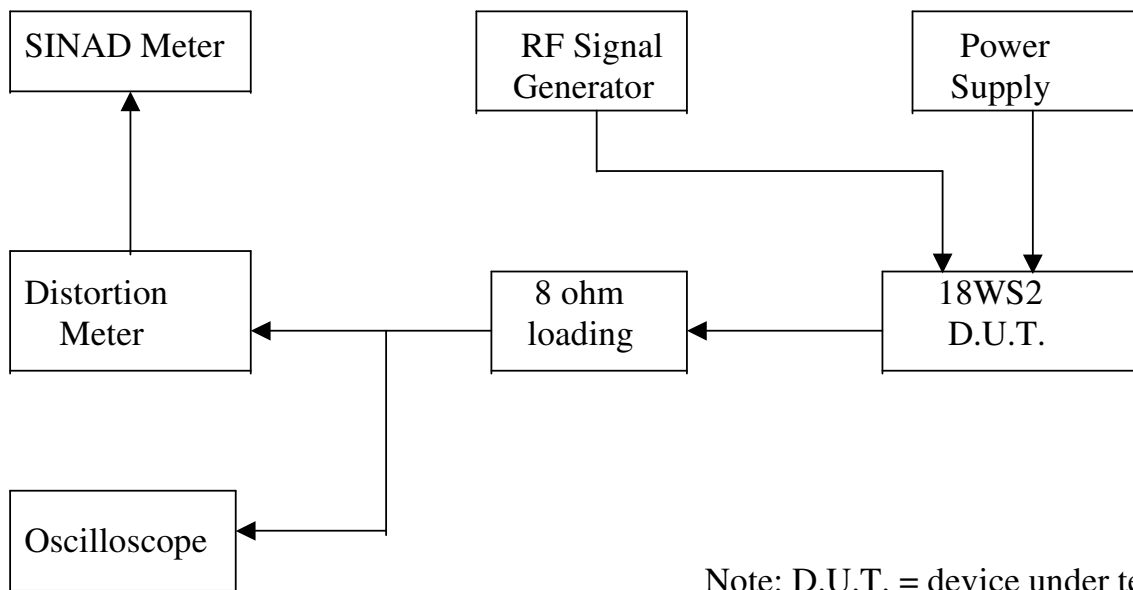 SINAD Meter
RF Signal
Generator
Power
Supply
Distortion
Meter
8 ohm
loading
18WS2
D.U.T.
Oscilloscope
Note: D.U.T. = device under te